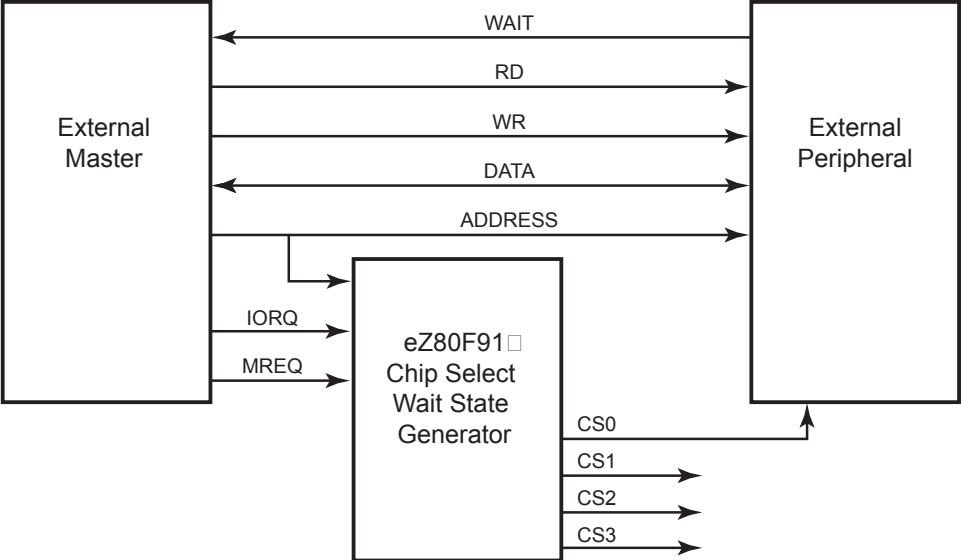 WAIT
RD
WR
DATA
ADDRESS
External
Master
External
Peripheral
IORQ
MREQ
eZ80F91□
Chip Select
Wait State
Generator
CS0
CS1
CS2
CS3